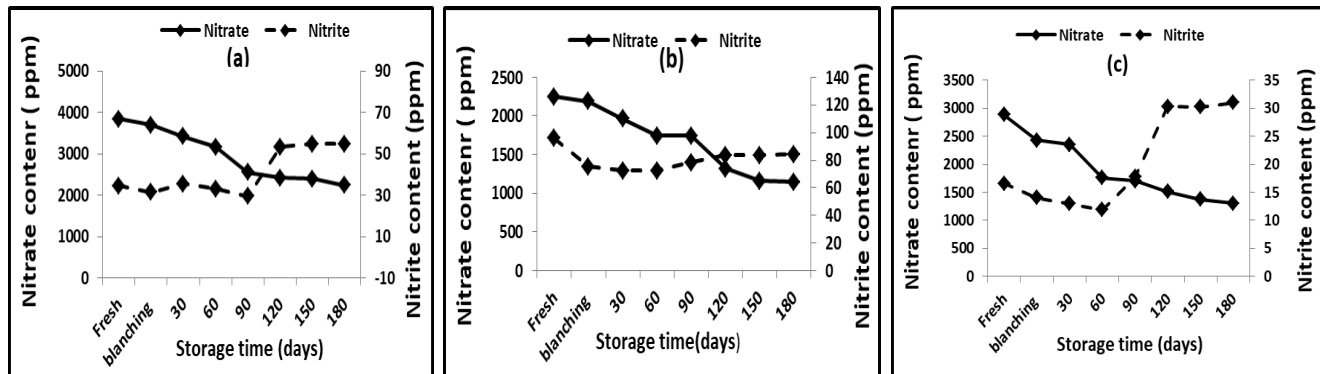 Nitrate Nitrite
(a)
Nitrate contenr ( ppm)
5000
4000
3000
2000
1000
0
90
70
50
30
10
-10
Nitrite content (ppm)
Fresh
blanching
30
60
90
120
150
180
Storage time (days)
Nitrate Nitrite
(b)
Nitrate contenr ( ppm)
2500
2000
1500
1000
500
0
140
120
100
80
60
40
20
0
Nitrite content (ppm)
Fresh
blanching
30
60
90
120
150
180
Storage time(days)
Nitrate Nitrite
(c)
Nitrate contenr ( ppm)
3500
3000
2500
2000
1500
1000
500
0
35
30
25
20
15
10
5
0
Nitrite content (ppm)
Fresh
blanching
30
60
90
120
150
180
Storage time (days)